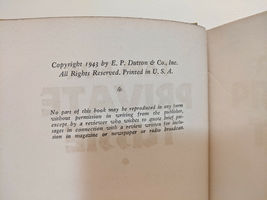 Copyright 1943 by E. P. Dutton & Co., Inc.
All Rights Reserved. Printed in U. S. A.
No part of this book may be reproduced in any form
without permission in writing from the publisher,
except by a reviewer who wishes to quote brief pas-
sages in connection with a review written for inclu-
sion in magazine or newspaper or radio broadcast.
PRIVATE